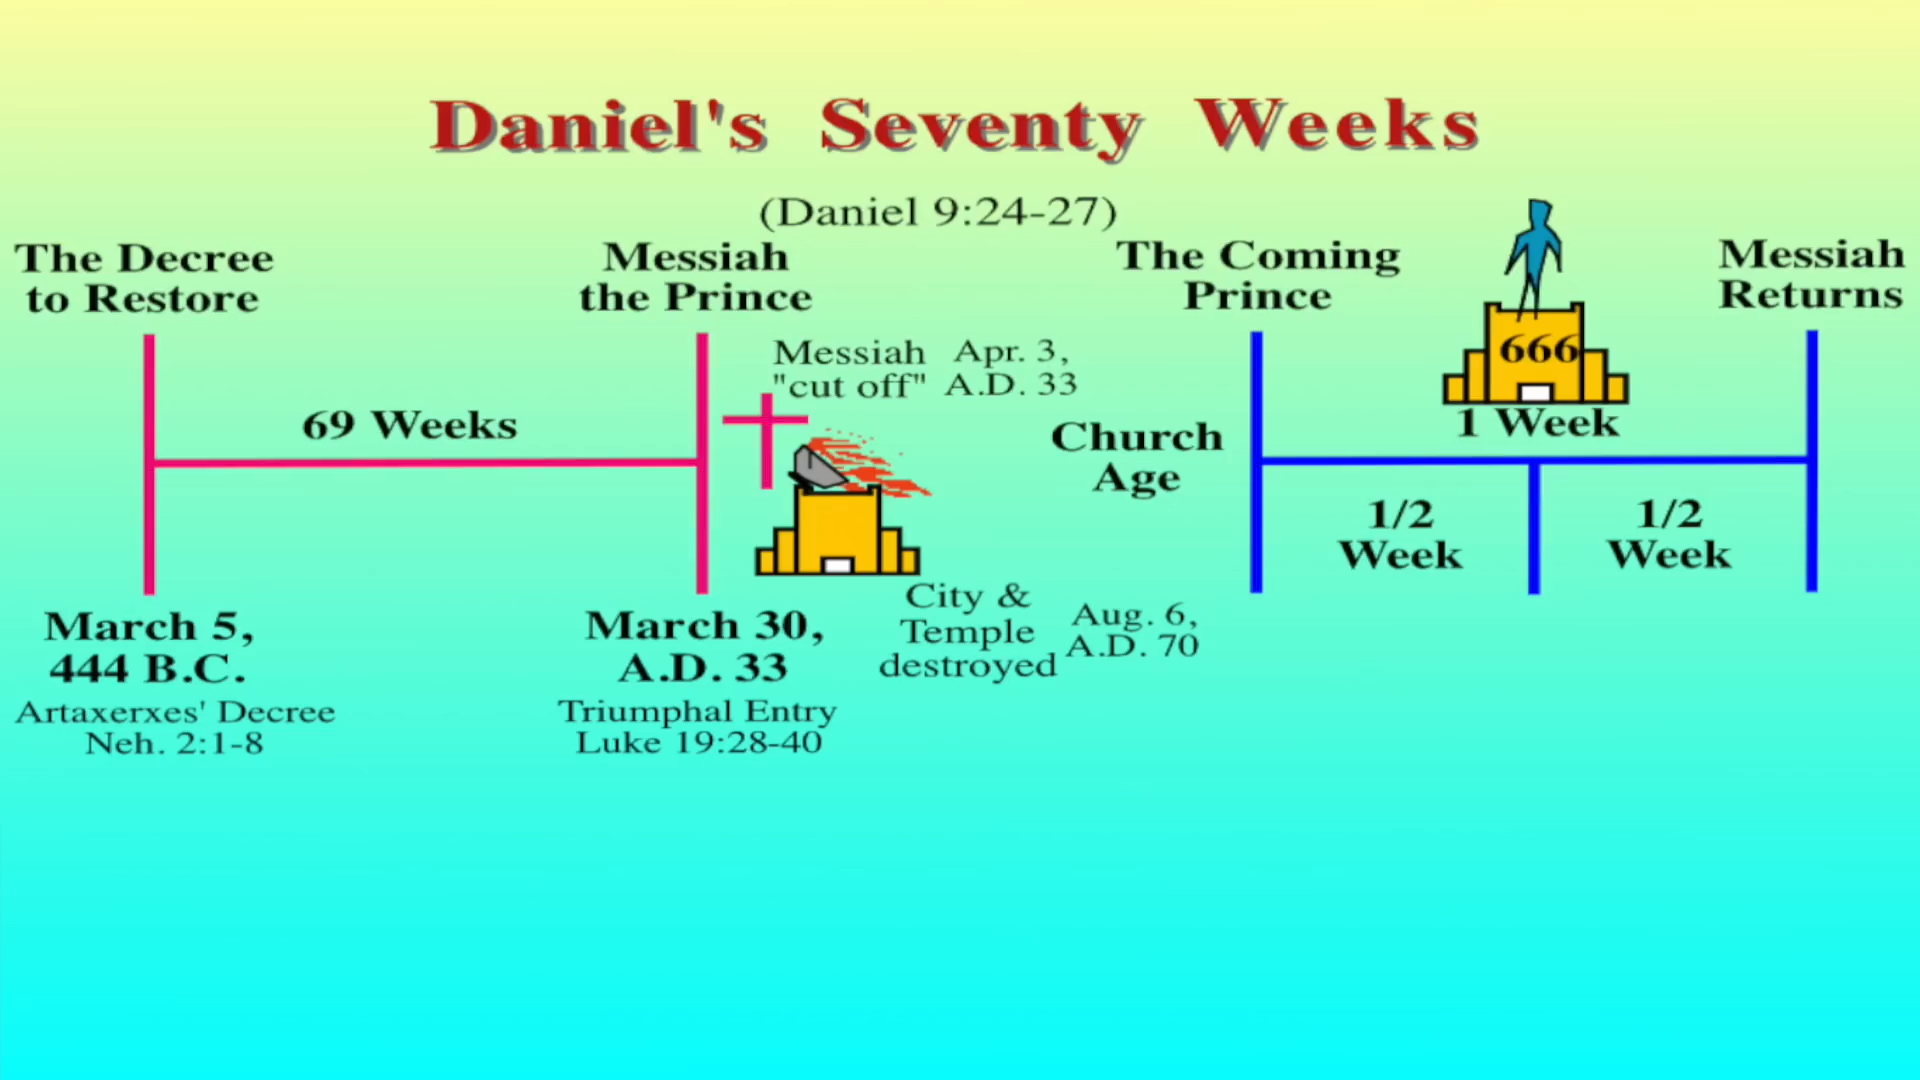 Daniel's Seventy Weeks
(Daniel 9:24-27)
The Decree
to Restore
Messiah
the Prince
The Coming
Prince
Messiah
Returns
Messiah
"cut off"
Apr. 3,
A.D. 33
666
69 Weeks
Church
Age
1 Week
1/2
Week
1/2
Week
March 5,
444 B.C.
Artaxerxes' Decree
Neh. 2:1-8
March 30,
A.D. 33
Triumphal Entry
Luke 19:28-40
City &
Temple
destroyed
Aug. 6,
A.D. 70